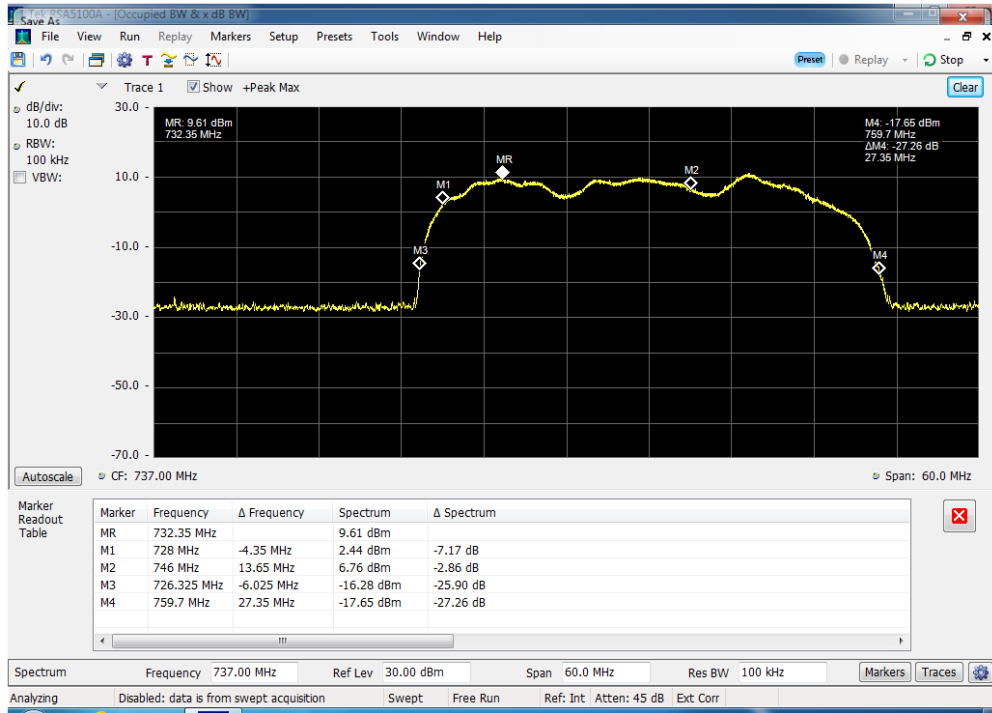 Tek RSA5100A - [Occupied BW & x dB BW]
Save As
File View Run Replay Markers Setup Presets Tools Window Help
T Preset Replay Stop
Trace 1 Show +Peak Max Clear
dB/div:
10.0 dB
RBW:
100 kHz
VBW:
30.0
10.0
-10.0
-30.0
-50.0
-70.0
MR: 9.61 dBm
732.35 MHz
M4: -17.65 dBm
759.7 MHz
ΔM4: -27.26 dB
27.35 MHz
MR
M1
M2
M3
M4
Autoscale CF: 737.00 MHz Span: 60.0 MHz
Marker
Readout
Table
Marker Frequency Δ Frequency Spectrum Δ Spectrum
MR 732.35 MHz 9.61 dBm
M1 728 MHz -4.35 MHz 2.44 dBm -7.17 dB
M2 746 MHz 13.65 MHz 6.76 dBm -2.86 dB
M3 726.325 MHz -6.025 MHz -16.28 dBm -25.90 dB
M4 759.7 MHz 27.35 MHz -17.65 dBm -27.26 dB
Spectrum Frequency 737.00 MHz Ref Lev 30.00 dBm Span 60.0 MHz Res BW 100 kHz Markers Traces
Analyzing Disabled: data is from swept acquisition Swept Free Run Ref: Int Atten: 45 dB Ext Corr